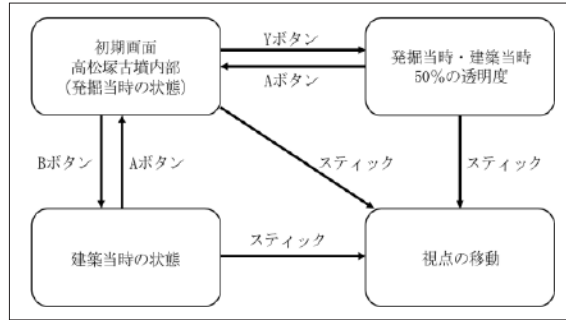 初期画面
高松塚古墳内部
(発掘当時の状態)
Yボタン
Aボタン
発掘当時・建築当時
50%の透明度
Bボタン
Aボタン
スティック
スティック
建築当時の状態
スティック
視点の移動